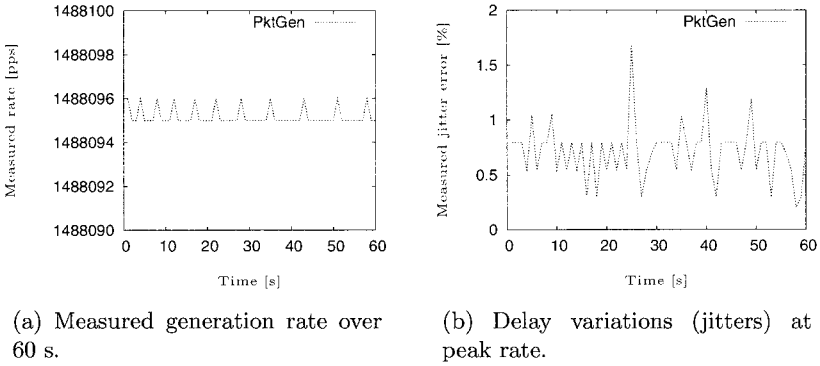 1488100
1488098
1488096
1488094
1488092
1488090
Measured rate [pps]
PktGen
0 10 20 30 40 50 60
Time [s]
(a) Measured generation rate over
60 s.
2
1.5
1
0.5
0
Measured jitter error [%]
PktGen
0 10 20 30 40 50 60
Time [s]
(b) Delay variations (jitters) at
peak rate.